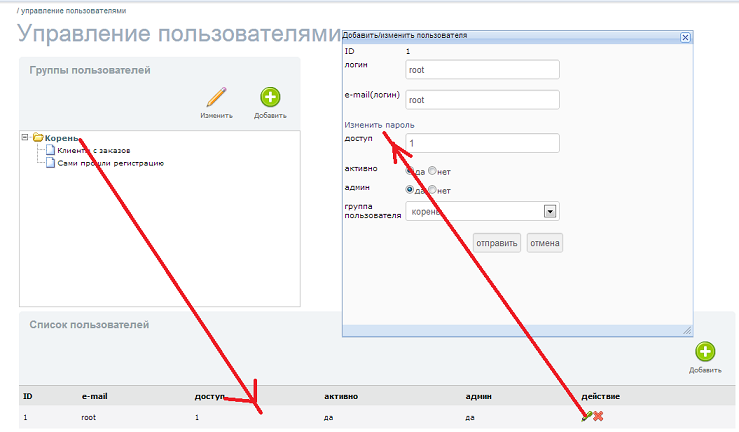 / управление пользователями
Управление пользователями
Группы пользователей
Изменить
Добавить
Корень
Клиенты с заказов
Сами прошли регистрацию
Добавить/изменить пользователя
ID 1
логин root
e-mail(логин) root
Изменить пароль
доступ 1
активно да нет
админ да нет
группа пользователя корень
отправить отмена
Список пользователей
Добавить
ID e-mail доступ активно админ действие
1 root 1 да да